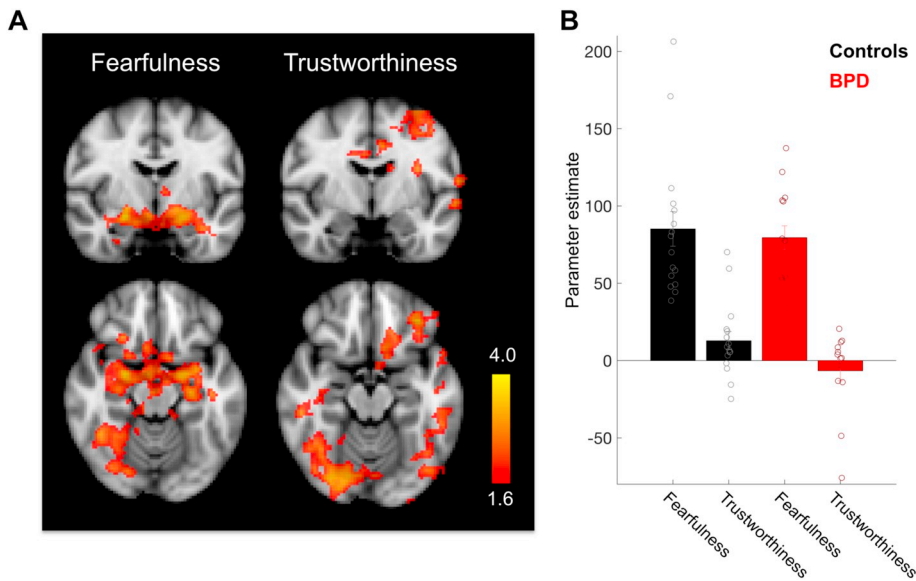 A
Fearfulness
Trustworthiness
4.0
1.6
B
Controls
BPD
Parameter estimate
200
150
100
50
0
-50
Fearfulness
Trustworthiness
Fearfulness
Trustworthiness